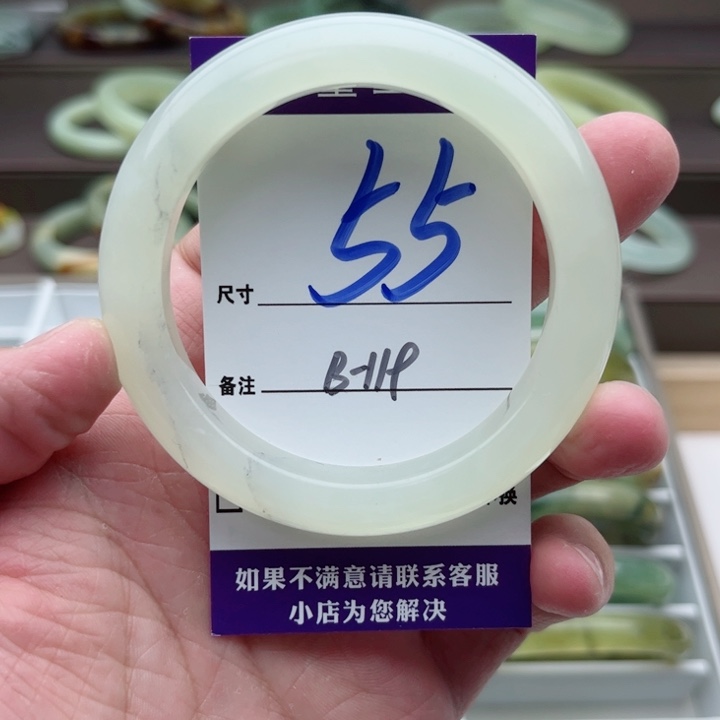 尺寸 55
备注 B-119
换
如果不满意请联系客服
小店为您解决